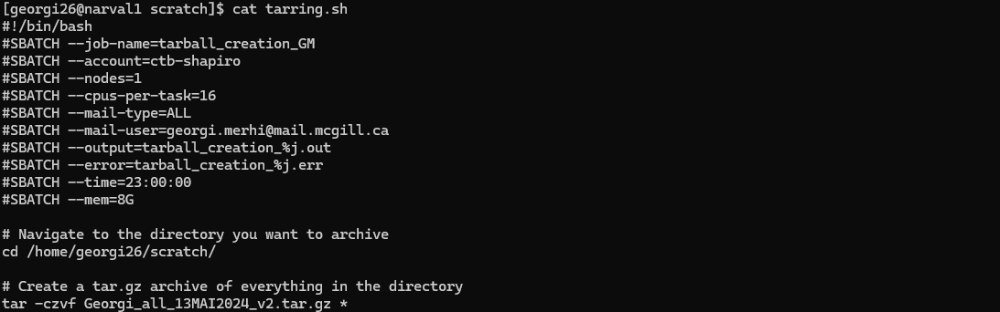 [georgi26@narval1 scratch]$ cat tarring.sh
#!/bin/bash
#SBATCH --job-name=tarball_creation_GM
#SBATCH --account=ctb-shapiro
#SBATCH --nodes=1
#SBATCH --cpus-per-task=16
#SBATCH --mail-type=ALL
#SBATCH --mail-user=georgi.merhi@mail.mcgill.ca
#SBATCH --output=tarball_creation_%j.out
#SBATCH --error=tarball_creation_%j.err
#SBATCH --time=23:00:00
#SBATCH --mem=8G

# Navigate to the directory you want to archive
cd /home/georgi26/scratch/

# Create a tar.gz archive of everything in the directory
tar -czvf Georgi_all_13MAI2024_v2.tar.gz *